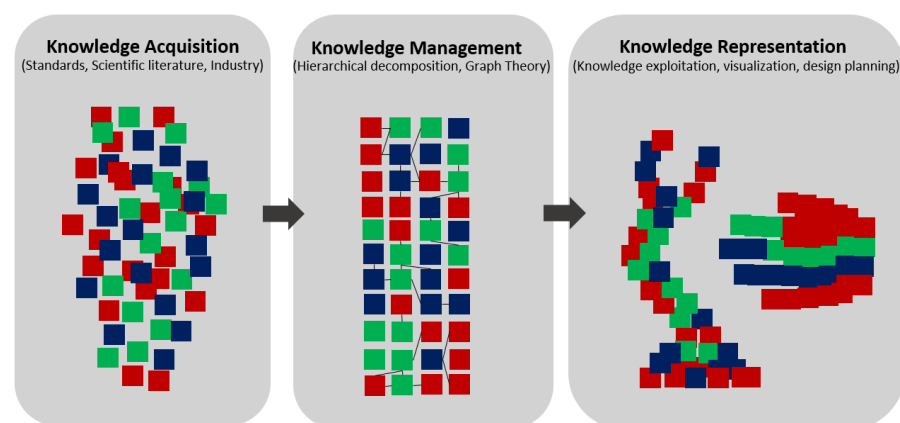 Knowledge Acquisition
(Standards, Scientific literature, Industry)
Knowledge Management
(Hierarchical decomposition, Graph Theory)
Knowledge Representation
(Knowledge exploitation, visualization, design planning)